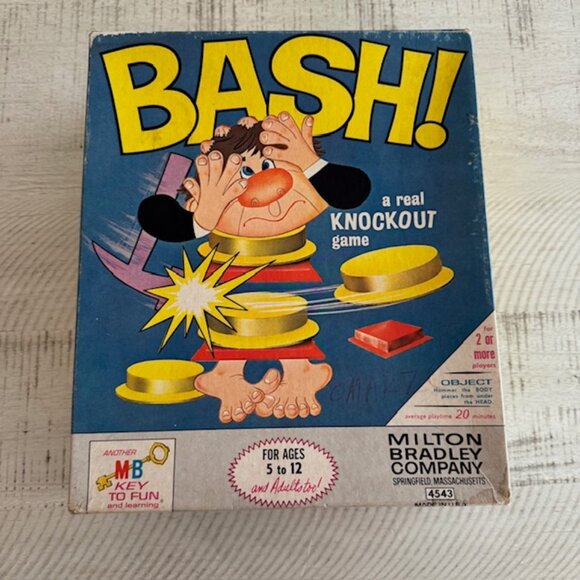 BASH!
a real
KNOCKOUT
game
for
2 or
more
players
OBJECT
Hammer the BODY
pieces from under
the HEAD.
average playtime 20 minutes
ANOTHER
MB
KEY
TO FUN
and learning
FOR AGES
5 to 12
and Adults too!
MILTON
BRADLEY
COMPANY
SPRINGFIELD, MASSACHUSETTS
4543
MADE IN U.S.A.